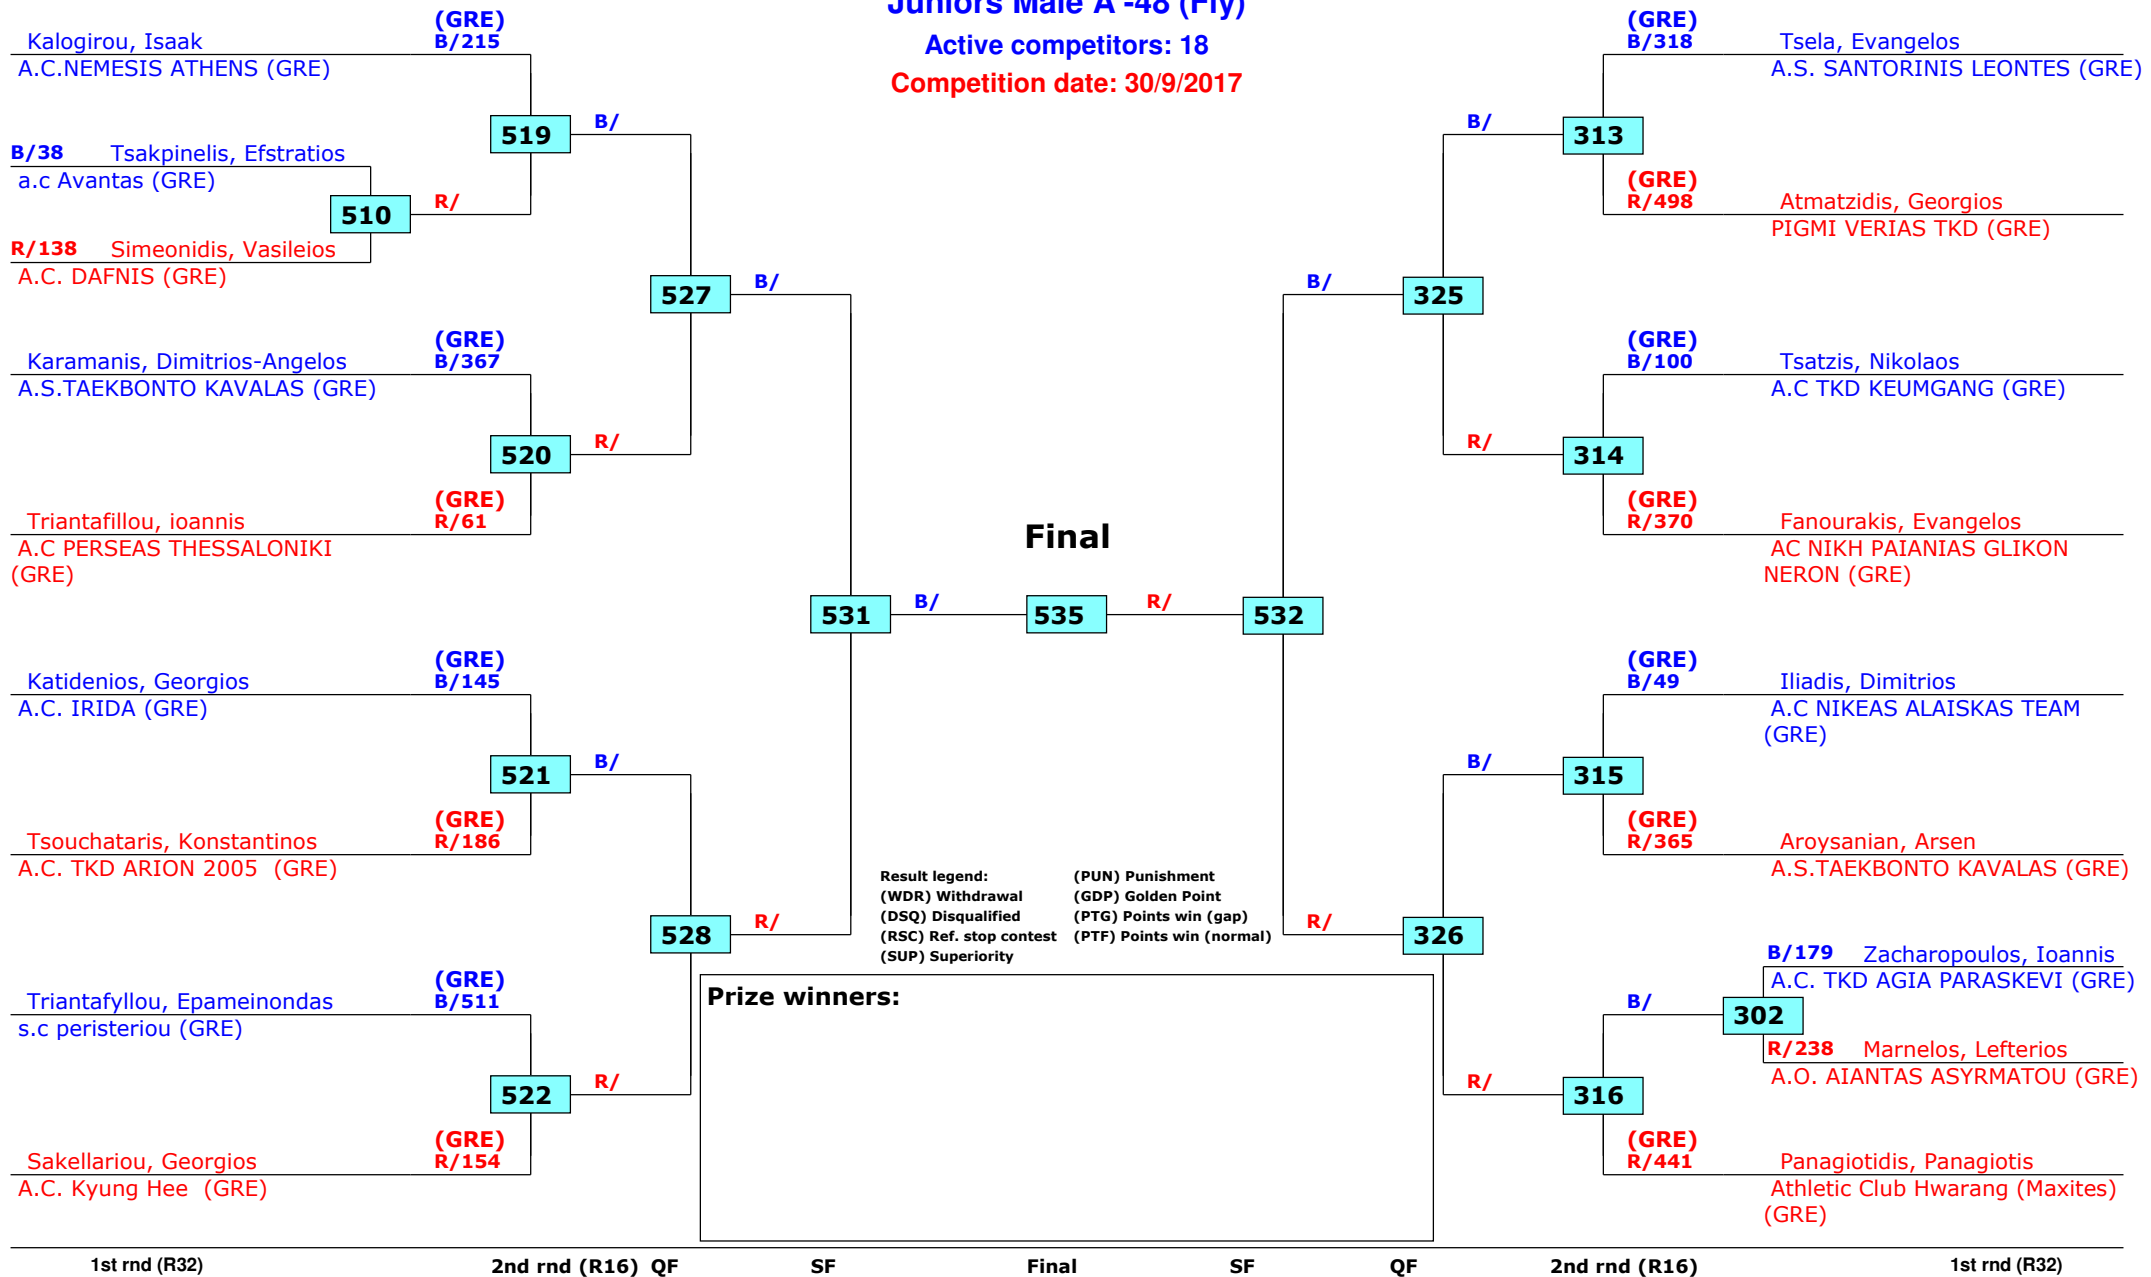 Juniors Male A -48 (Fly)
Active competitors: 18
Competition date: 30/9/2017
(GRE)
Kalogirou, Isaak B/215
A.C.NEMESIS ATHENS (GRE)
519
B/
B/38 Tsakpinelis, Efstratios
a.c Avantas (GRE)
510
R/
R/138 Simeonidis, Vasileios
A.C. DAFNIS (GRE)
527
B/
(GRE)
Karamanis, Dimitrios-Angelos B/367
A.S.TAEKBONTO KAVALAS (GRE)
520
R/
(GRE)
Triantafillou, ioannis R/61
A.C PERSEAS THESSALONIKI
(GRE)
531
B/
(GRE)
Katidenios, Georgios B/145
A.C. IRIDA (GRE)
521
B/
(GRE)
Tsouchataris, Konstantinos R/186
A.C. TKD ARION 2005 (GRE)
528
R/
(GRE)
Triantafyllou, Epameinondas B/511
s.c peristeriou (GRE)
522
R/
(GRE)
Sakellariou, Georgios R/154
A.C. Kyung Hee (GRE)
Final
535
R/
532
(GRE)
B/318 Tsela, Evangelos
A.S. SANTORINIS LEONTES (GRE)
B/
313
(GRE)
R/498 Atmatzidis, Georgios
PIGMI VERIAS TKD (GRE)
B/
325
(GRE)
B/100 Tsatzis, Nikolaos
A.C TKD KEUMGANG (GRE)
R/
314
(GRE)
R/370 Fanourakis, Evangelos
AC NIKH PAIANIAS GLIKON
NERON (GRE)
(GRE)
B/49 Iliadis, Dimitrios
A.C NIKEAS ALAISKAS TEAM
(GRE)
B/
315
(GRE)
R/365 Aroysanian, Arsen
A.S.TAEKBONTO KAVALAS (GRE)
R/
326
B/179 Zacharopoulos, Ioannis
A.C. TKD AGIA PARASKEVI (GRE)
B/
302
R/238 Marnelos, Lefterios
A.O. AIANTAS ASYRMATOU (GRE)
R/
316
(GRE)
R/441 Panagiotidis, Panagiotis
Athletic Club Hwarang (Maxites)
(GRE)
Result legend: (PUN) Punishment
(WDR) Withdrawal (GDP) Golden Point
(DSQ) Disqualified (PTG) Points win (gap)
(RSC) Ref. stop contest (PTF) Points win (normal)
(SUP) Superiority
Prize winners:
1st rnd (R32) 2nd rnd (R16) QF SF Final SF QF 2nd rnd (R16) 1st rnd (R32)